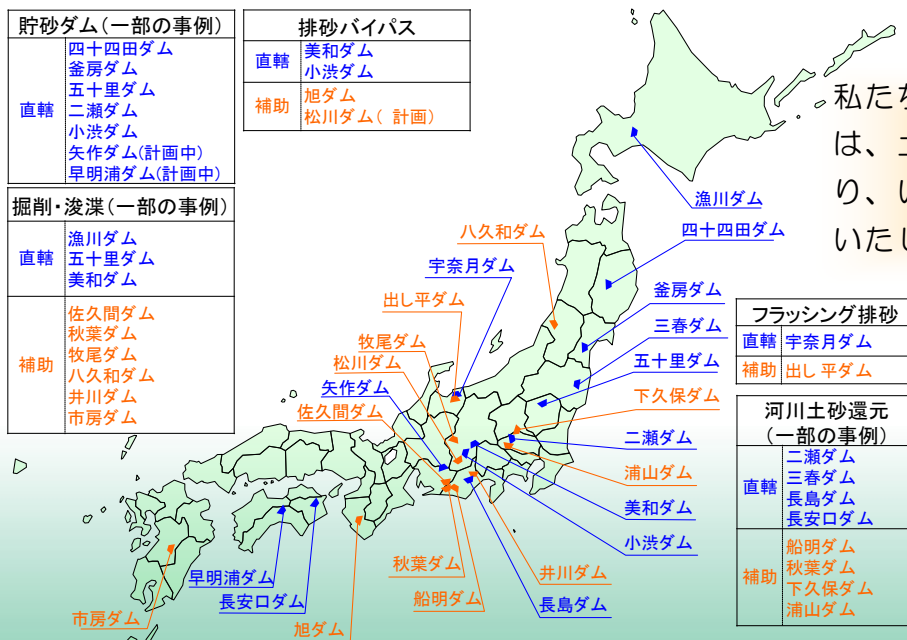 貯砂ダム(一部の事例)
直轄
四十四田ダム
釜房ダム
五十里ダム
二瀬ダム
小渋ダム
矢作ダム(計画中)
早明浦ダム(計画中)
排砂バイパス
直轄
美和ダム
小渋ダム
補助
旭ダム
松川ダム( 計画)
掘削・浚渫(一部の事例)
直轄
漁川ダム
五十里ダム
美和ダム
補助
佐久間ダム
秋葉ダム
牧尾ダム
八久和ダム
井川ダム
市房ダム
私たち
は、
り、い
いたし
漁川ダム
八久和ダム
四十四田ダム
宇奈月ダム
出し平ダム
釜房ダム
牧尾ダム
三春ダム
松川ダム
五十里ダム
矢作ダム
下久保ダム
佐久間ダム
二瀬ダム
浦山ダム
美和ダム
小渋ダム
秋葉ダム
井川ダム
早明浦ダム
船明ダム
長安口ダム
長島ダム
市房ダム
旭ダム
フラッシング排砂
直轄 宇奈月ダム
補助 出し平ダム
河川土砂還元
(一部の事例)
直轄
二瀬ダム
三春ダム
長島ダム
長安口ダム
補助
船明ダム
秋葉ダム
下久保ダム
浦山ダム